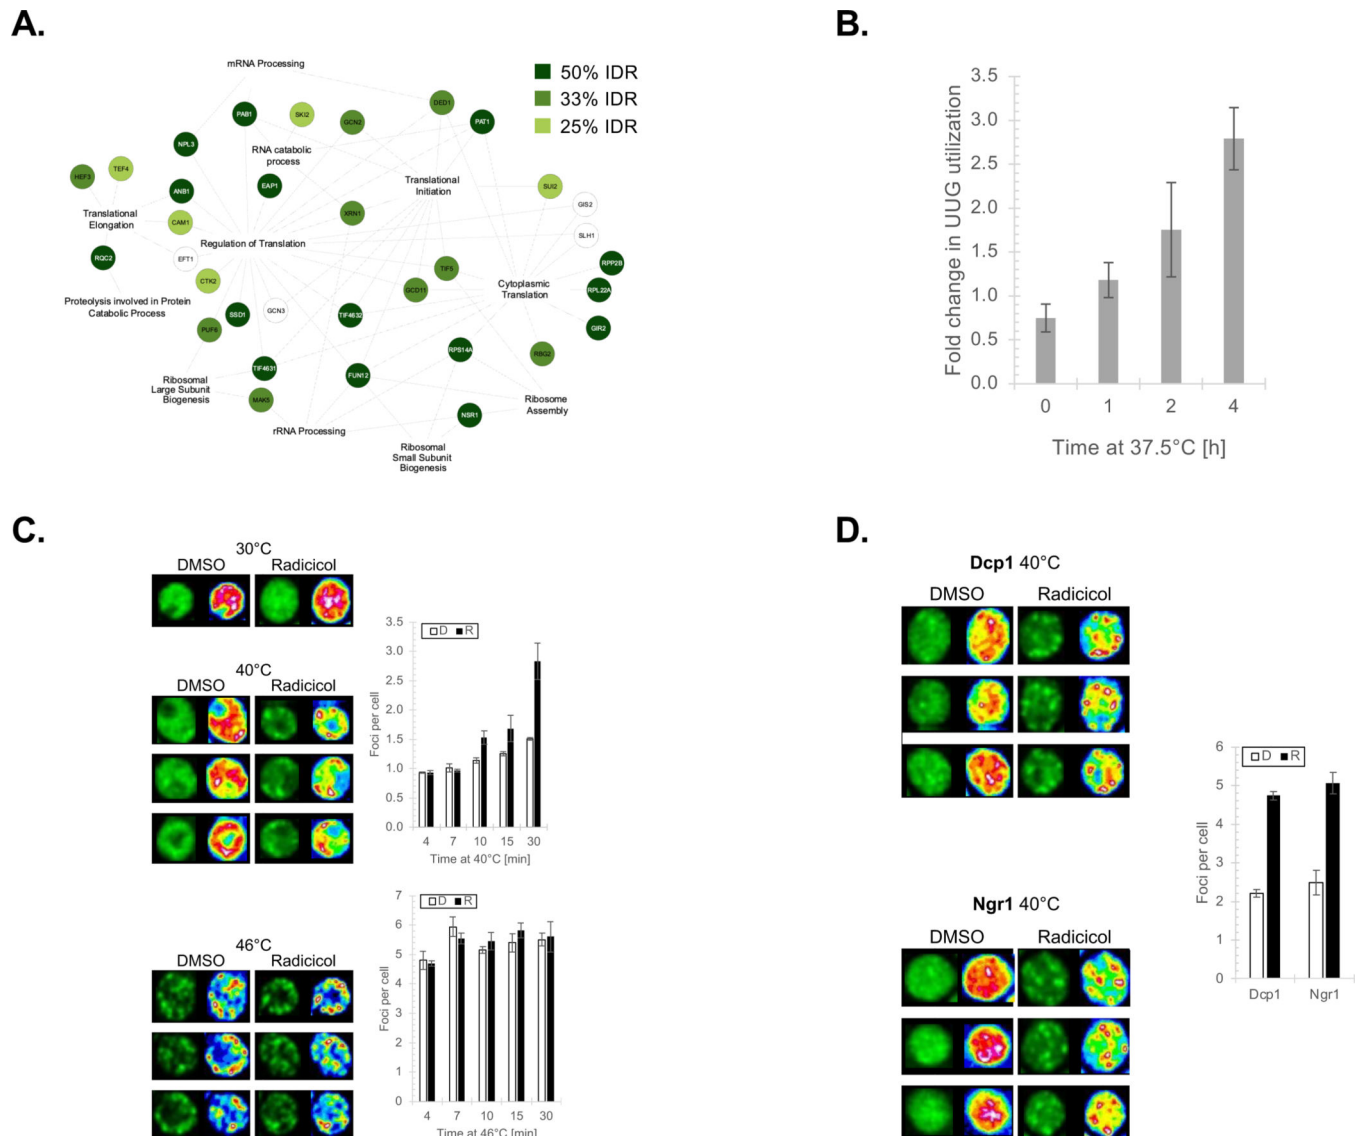 A.
mRNA Processing
50% IDR
33% IDR
25% IDR
PAB1
SKI2
GCN2
DED1
PAT1
NPL3
RNA catabolic
process
HEF3
TEF4
ANB1
EAP1
Translational
Initiation
SUI2
GIS2
Translational
Elongation
CAM1
XRN1
SLH1
Regulation of Translation
RQC2
EFT1
CTK2
TIF5
RPP2B
GCD11
Cytoplasmic
Translation
RPL22A
Proteolysis involved in Protein
Catabolic Process
SSD1
GCN3
TIF4632
GIR2
PUF6
RPS14A
RBG2
TIF4631
FUN12
Ribosomal
Large Subunit
Biogenesis
MAK5
NSR1
Ribosome
Assembly
rRNA Processing
Ribosomal
Small Subunit
Biogenesis
B.
Fold change in UUG utilization
3.5
3.0
2.5
2.0
1.5
1.0
0.5
0.0
0 1 2 4
Time at 37.5°C [h]
C.
30°C
DMSO Radicicol
40°C
DMSO Radicicol
46°C
DMSO Radicicol
Foci per cell
3.5
3.0
2.5
2.0
1.5
1.0
0.5
0.0
D R
4 7 10 15 30
Time at 40°C [min]
Foci per cell
7
6
5
4
3
2
1
0
D R
4 7 10 15 30
Time at 46°C [min]
D.
Dcp1 40°C
DMSO Radicicol
Ngr1 40°C
DMSO Radicicol
Foci per cell
6
5
4
3
2
1
0
D R
Dcp1 Ngr1